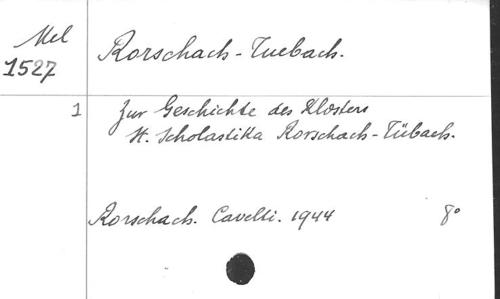 Mel
1527
Rorschach-Tuebach.
1
Zur Geschichte des Klosters
St. Scholastika Rorschach-Tübach.
Rorschach. Cavelti. 1944
8°